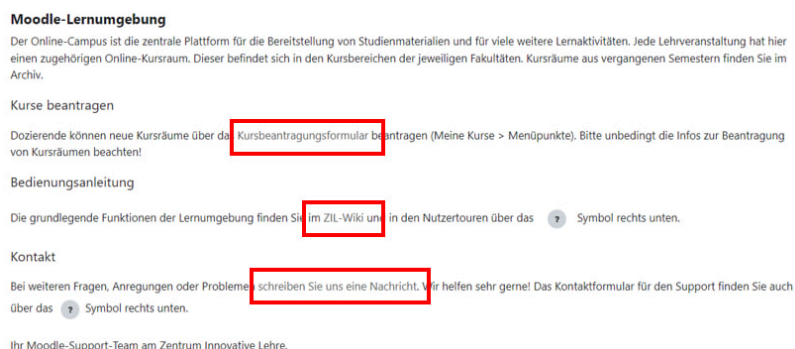 Moodle-Lernumgebung
Der Online-Campus ist die zentrale Plattform für die Bereitstellung von Studienmaterialien und für viele weitere Lernaktivitäten. Jede Lehrveranstaltung hat hier
einen zugehörigen Online-Kursraum. Dieser befindet sich in den Kursbereichen der jeweiligen Fakultäten. Kursräume aus vergangenen Semestern finden Sie im
Archiv.
Kurse beantragen
Dozierende können neue Kursräume über das Kursbeantragungsformular beantragen (Meine Kurse > Menüpunkte). Bitte unbedingt die Infos zur Beantragung
von Kursräumen beachten!
Bedienungsanleitung
Die grundlegende Funktionen der Lernumgebung finden Sie im ZIL-Wiki und in den Nutzertouren über das ? Symbol rechts unten.
Kontakt
Bei weiteren Fragen, Anregungen oder Problemen schreiben Sie uns eine Nachricht. Wir helfen sehr gerne! Das Kontaktformular für den Support finden Sie auch
über das ? Symbol rechts unten.
Ihr Moodle-Support-Team am Zentrum Innovative Lehre.